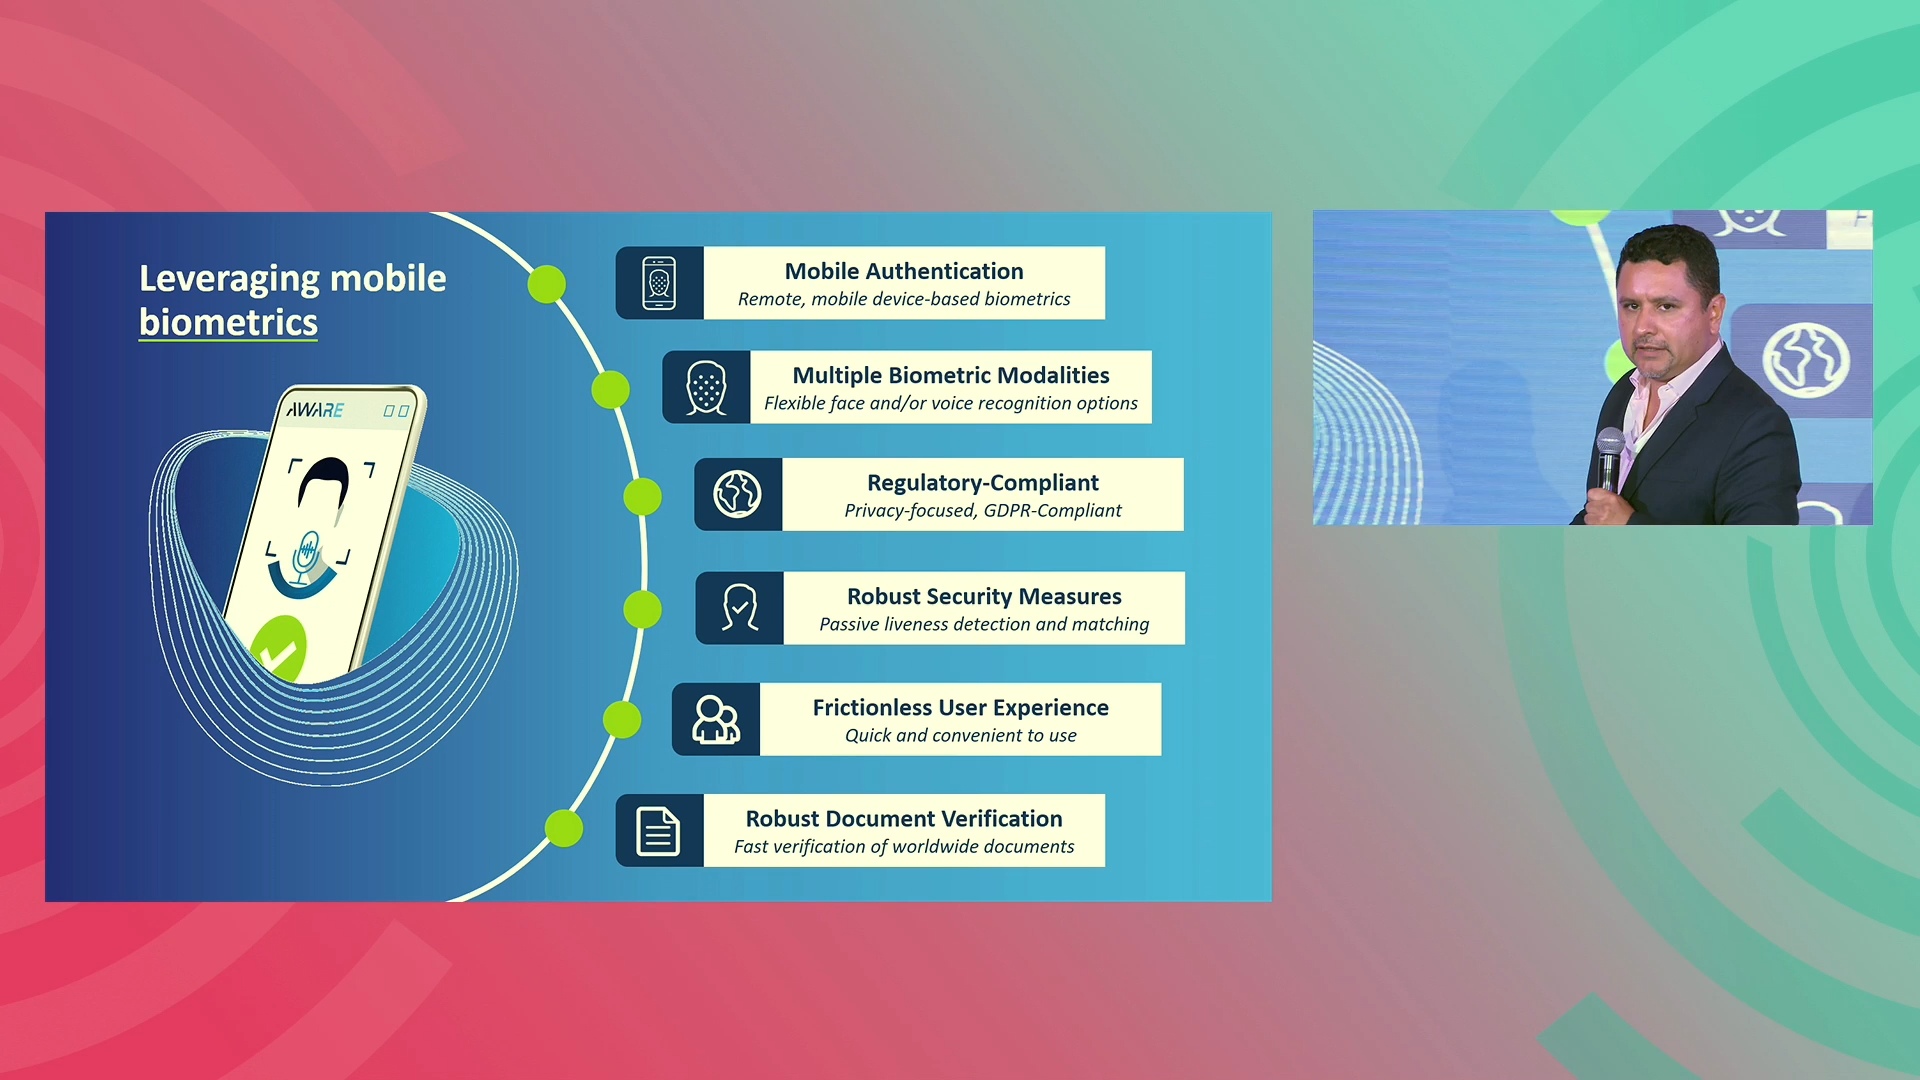 Leveraging mobile
biometrics
AWARE
Mobile Authentication
Remote, mobile device-based biometrics
Multiple Biometric Modalities
Flexible face and/or voice recognition options
Regulatory-Compliant
Privacy-focused, GDPR-Compliant
Robust Security Measures
Passive liveness detection and matching
Frictionless User Experience
Quick and convenient to use
Robust Document Verification
Fast verification of worldwide documents